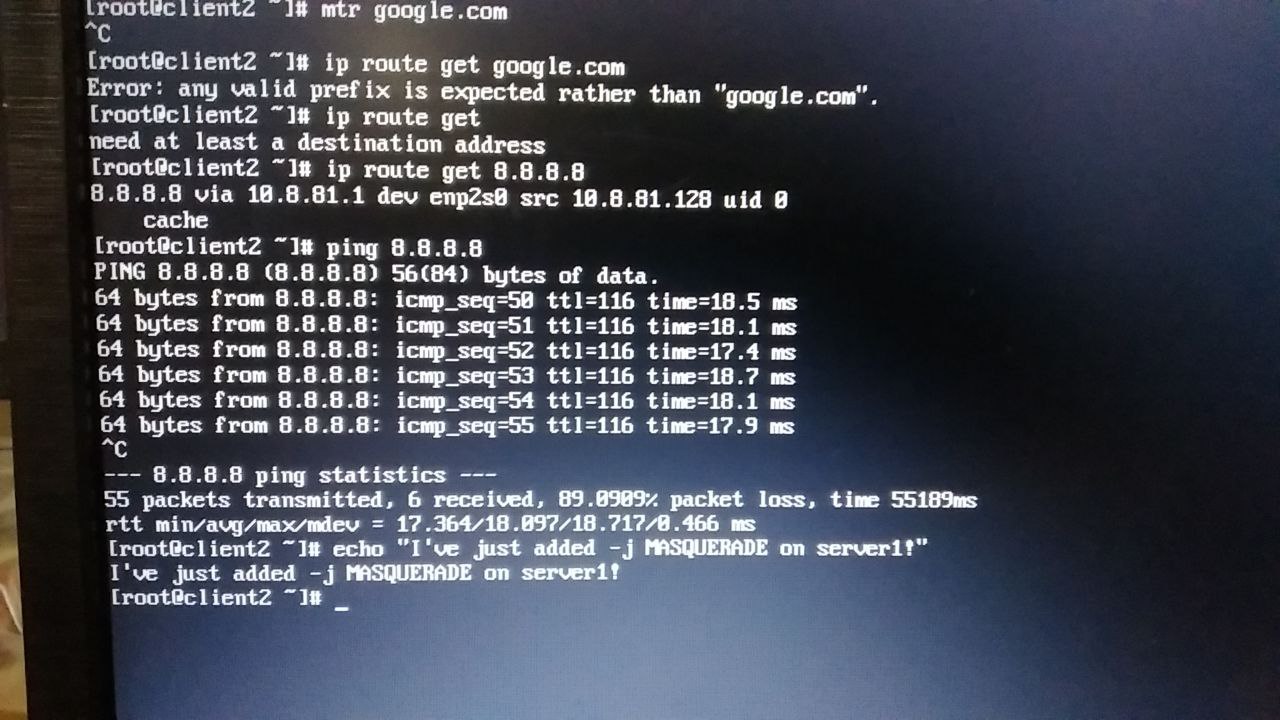 [root@client2 ~]# mtr google.com
^C
[root@client2 ~]# ip route get google.com
Error: any valid prefix is expected rather than "google.com".
[root@client2 ~]# ip route get
need at least a destination address
[root@client2 ~]# ip route get 8.8.8.8
8.8.8.8 via 10.8.81.1 dev enp2s0 src 10.8.81.128 uid 0
    cache
[root@client2 ~]# ping 8.8.8.8
PING 8.8.8.8 (8.8.8.8) 56(84) bytes of data.
64 bytes from 8.8.8.8: icmp_seq=50 ttl=116 time=18.5 ms
64 bytes from 8.8.8.8: icmp_seq=51 ttl=116 time=18.1 ms
64 bytes from 8.8.8.8: icmp_seq=52 ttl=116 time=17.4 ms
64 bytes from 8.8.8.8: icmp_seq=53 ttl=116 time=18.7 ms
64 bytes from 8.8.8.8: icmp_seq=54 ttl=116 time=18.1 ms
64 bytes from 8.8.8.8: icmp_seq=55 ttl=116 time=17.9 ms
^C
--- 8.8.8.8 ping statistics ---
55 packets transmitted, 6 received, 89.0909% packet loss, time 55189ms
rtt min/avg/max/mdev = 17.364/18.097/18.717/0.466 ms
[root@client2 ~]# echo "I've just added -j MASQUERADE on server1!"
I've just added -j MASQUERADE on server1!
[root@client2 ~]# _